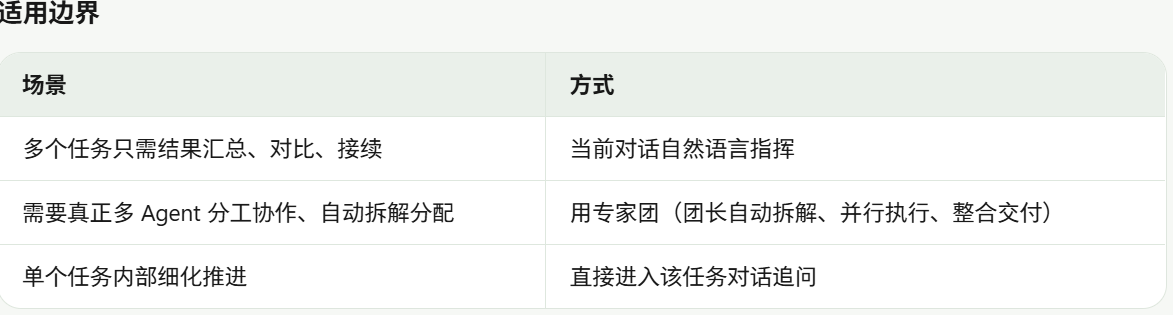 适用边界
场景 方式
多个任务只需结果汇总、对比、接续 当前对话自然语言指挥
需要真正多 Agent 分工协作、自动拆解分配 用专家团（团长自动拆解、并行执行、整合交付）
单个任务内部细化推进 直接进入该任务对话追问